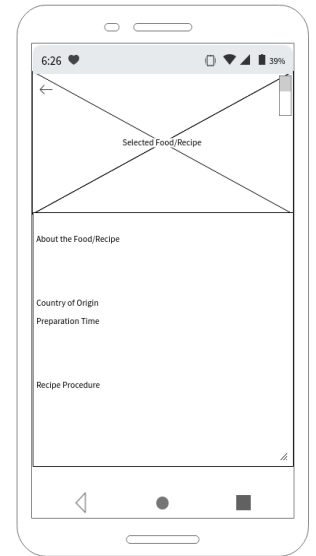 6:26
39%
Selected Food/Recipe
About the Food/Recipe
Country of Origin
Preparation Time
Recipe Procedure